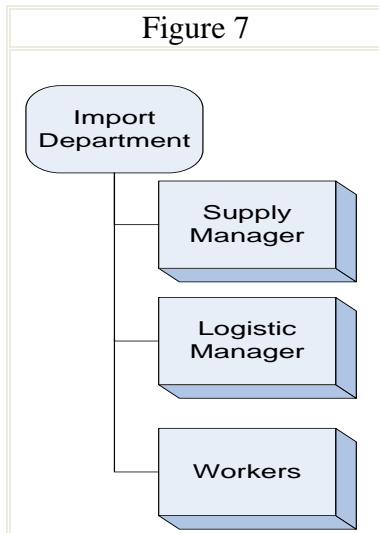 Figure 7
Import
Department
Supply
Manager
Logistic
Manager
Workers